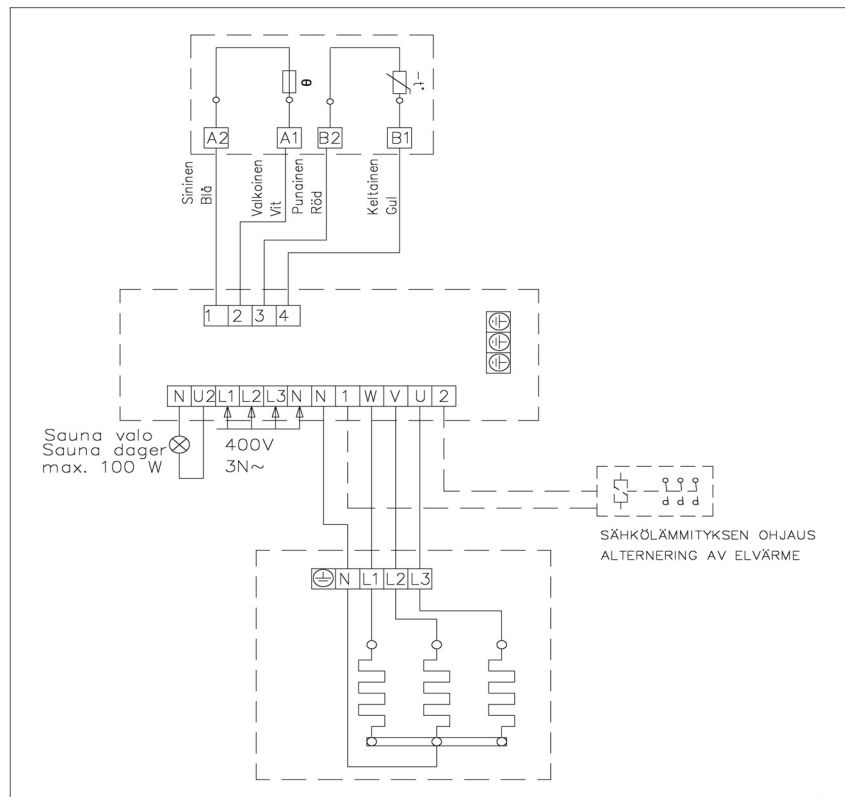 θ
-t°
A2 A1 B2 B1
Sininen
Blå
Valkoinen
Vit
Punainen
Röd
Keltainen
Gul
1 2 3 4
N U2 L1 L2 L3 N N 1 W V U 2
Sauna valo
Sauna dager
max. 100 W
400V
3N~
SÄHKÖLÄMMITYKSEN OHJAUS
ALTERNERING AV ELVÄRME
N L1 L2 L3